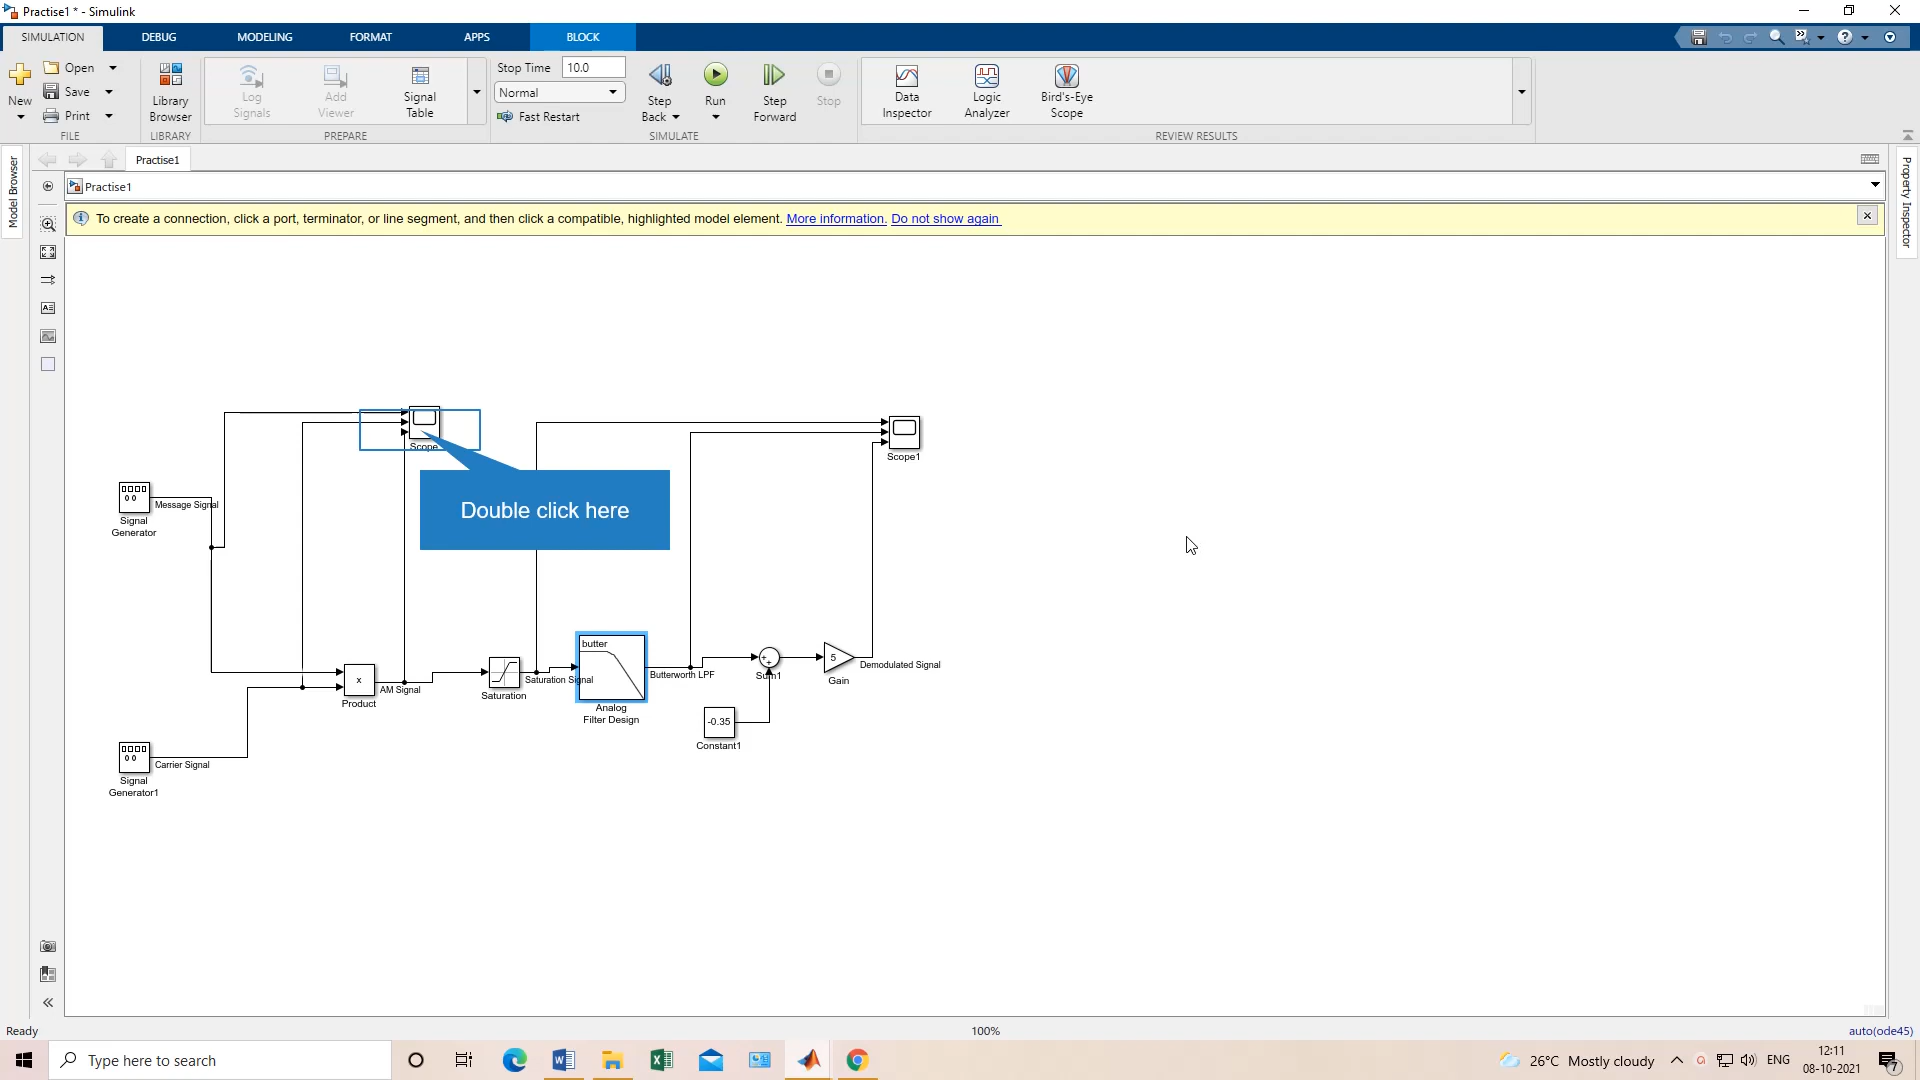 Practise1 * - Simulink
SIMULATION DEBUG MODELING FORMAT APPS BLOCK
New
Open
Save
Print
FILE
Library Browser
LIBRARY
Log Signals
Add Viewer
Signal Table
PREPARE
Stop Time 10.0
Normal
Fast Restart
Step Back
Run
Step Forward
Stop
SIMULATE
Data Inspector
Logic Analyzer
Bird's-Eye Scope
REVIEW RESULTS
Model Browser
Property Inspector
Practise1
Practise1
To create a connection, click a port, terminator, or line segment, and then click a compatible, highlighted model element. More information. Do not show again
Scope
Scope1
Double click here
Message Signal
Signal
Generator
butter
Butterworth LPF
Analog
Filter Design
x
AM Signal
Product
Saturation Signal
Saturation
Sum1
5
Gain
Demodulated Signal
-0.35
Constant1
Carrier Signal
Signal
Generator1
Ready 100% auto(ode45)
Type here to search
26°C Mostly cloudy
ENG
12:11
08-10-2021
7